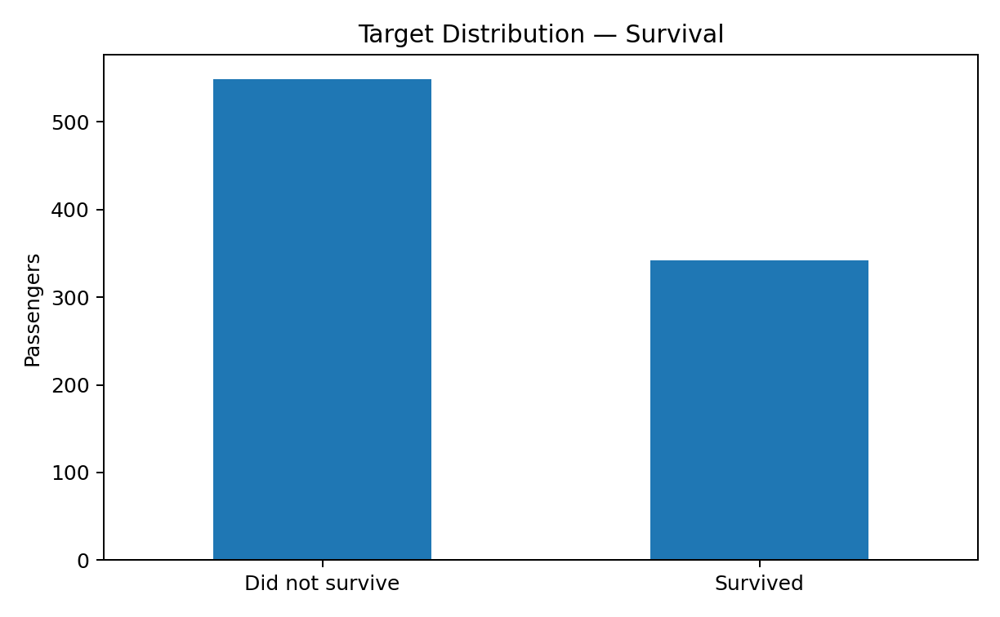 Target Distribution — Survival
Passengers
500
400
300
200
100
0
Did not survive
Survived